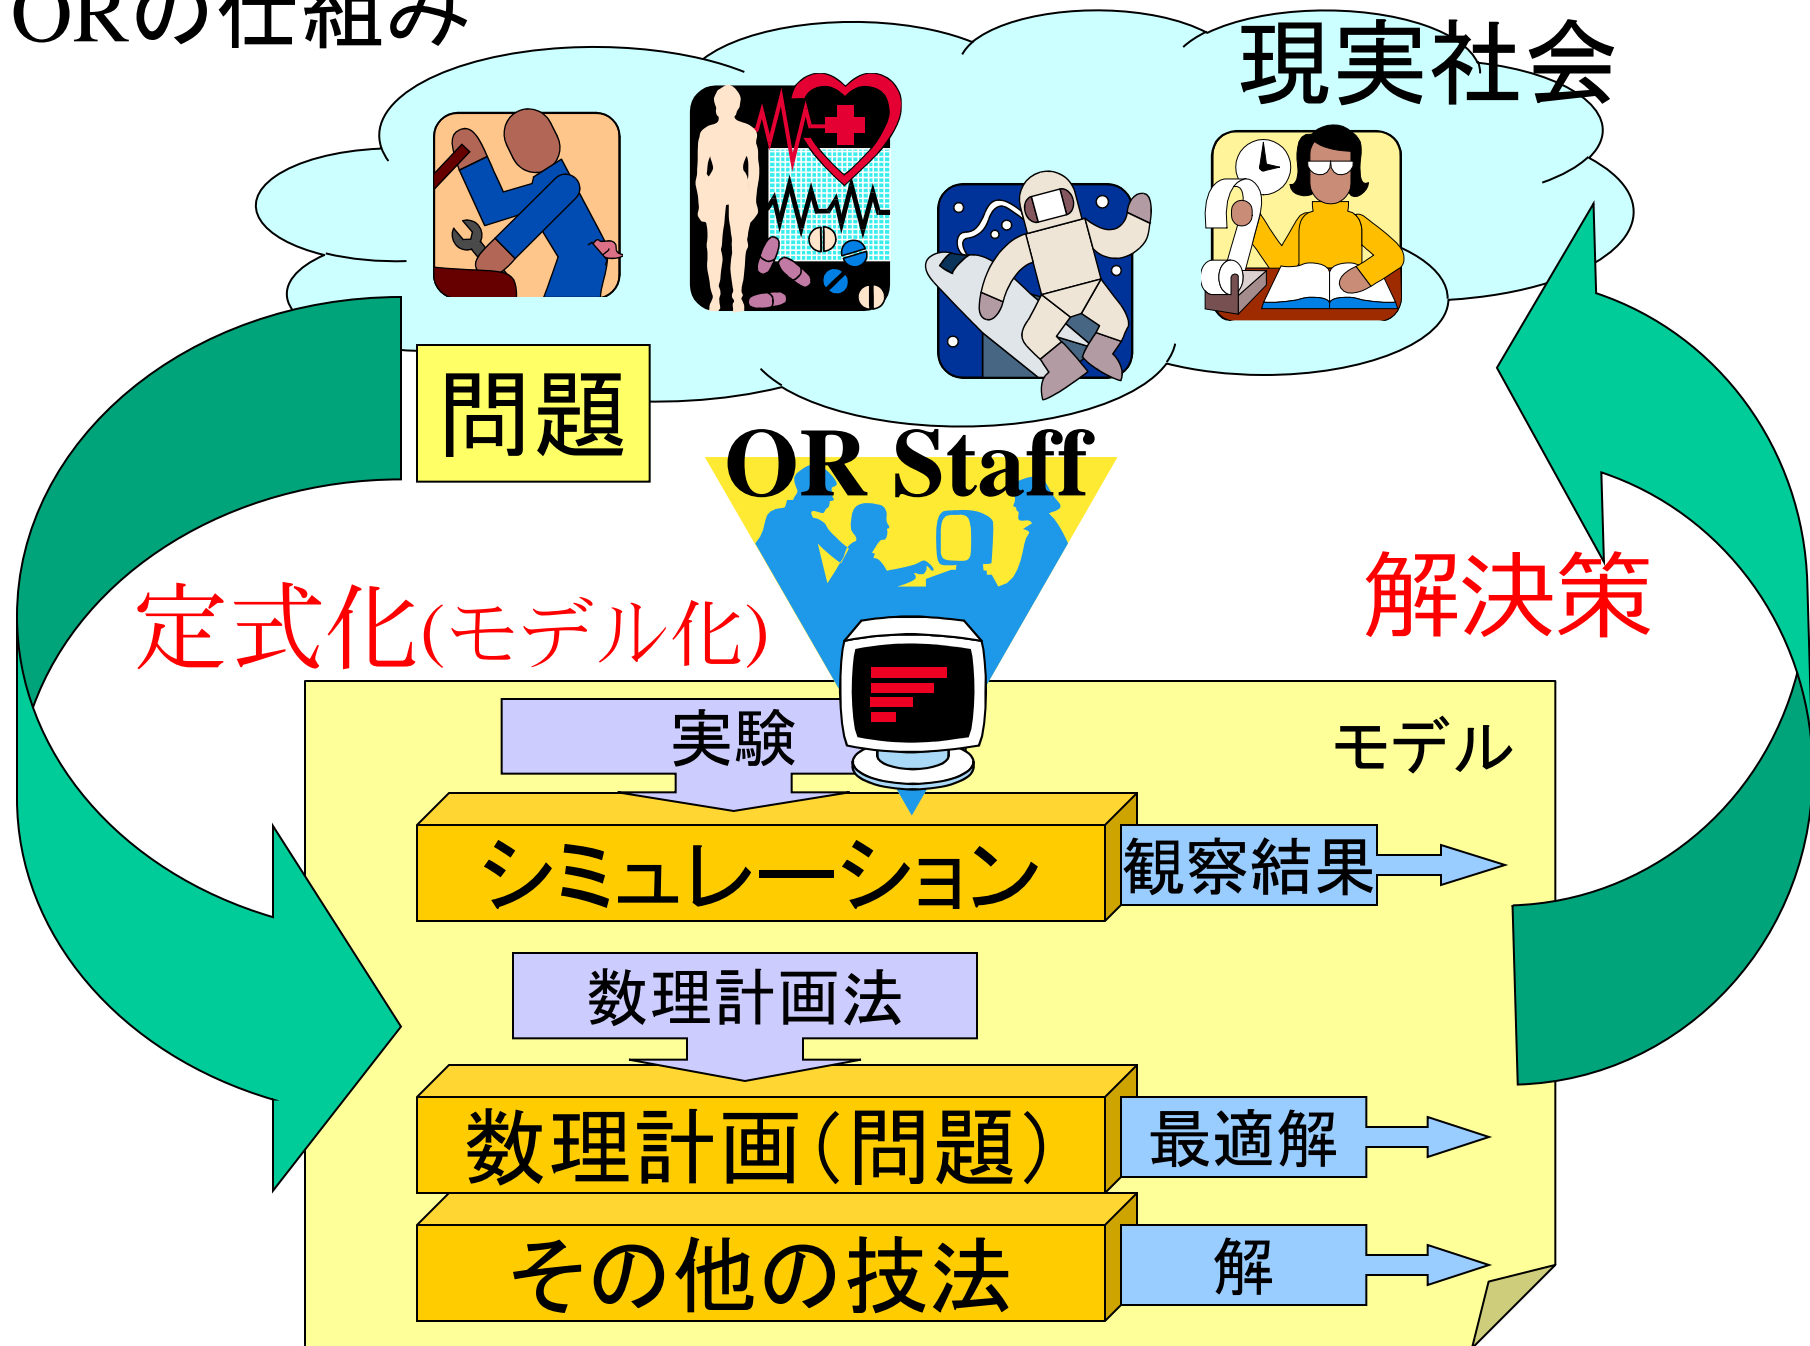 ORの仕組み
現実社会
問題
OR Staff
定式化(モデル化)
解決策
実験
モデル
シミュレーション
観察結果
数理計画法
数理計画(問題)
最適解
その他の技法
解